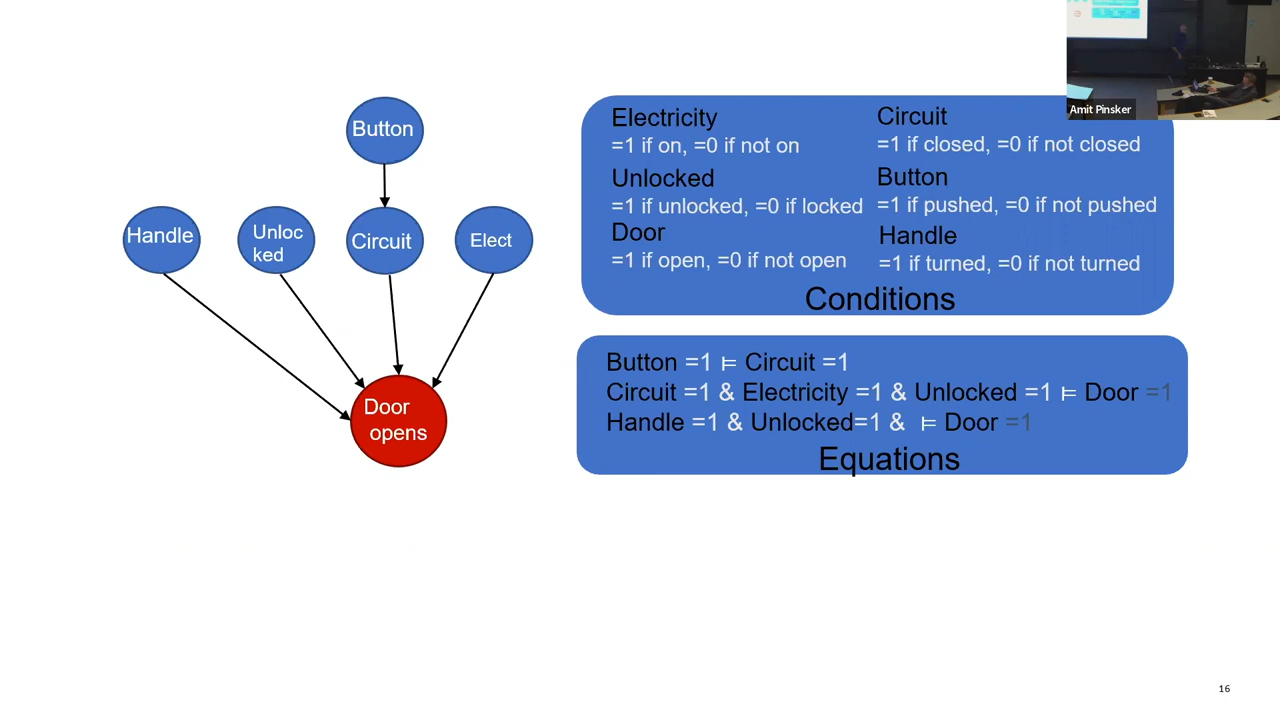 Button
Handle
Unloc
ked
Circuit
Elect
Door
opens
Electricity
=1 if on, =0 if not on
Unlocked
=1 if unlocked, =0 if locked
Door
=1 if open, =0 if not open
Circuit
=1 if closed, =0 if not closed
Button
=1 if pushed, =0 if not pushed
Handle
=1 if turned, =0 if not turned
Conditions
Button =1 ⊨ Circuit =1
Circuit =1 & Electricity =1 & Unlocked =1 ⊨ Door =1
Handle =1 & Unlocked=1 & ⊨ Door =1
Equations
Amit Pinsker
16